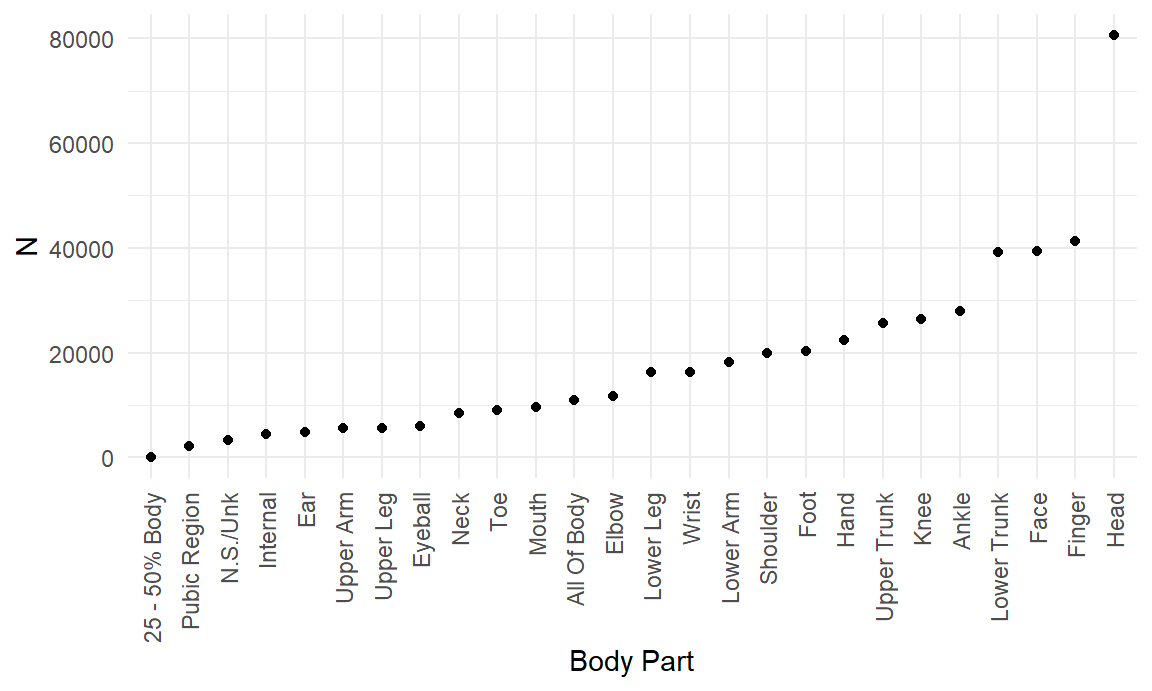 80000
60000
40000
20000
0
N
25 - 50% Body
Pubic Region
N.S./Unk
Internal
Ear
Upper Arm
Upper Leg
Eyeball
Neck
Toe
Mouth
All Of Body
Elbow
Lower Leg
Wrist
Lower Arm
Shoulder
Foot
Hand
Upper Trunk
Knee
Ankle
Lower Trunk
Face
Finger
Head
Body Part